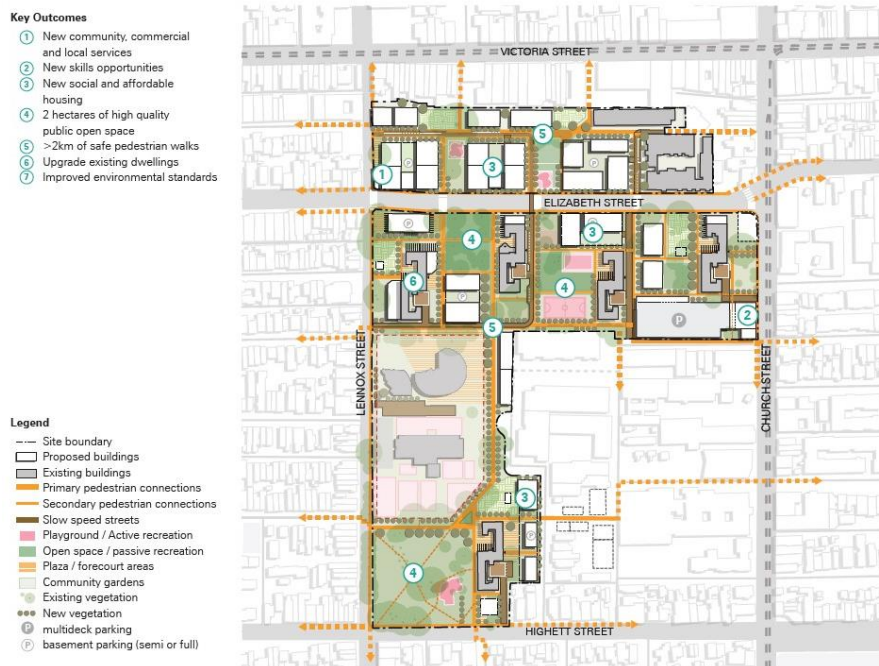 Key Outcomes
1 New community, commercial
and local services
2 New skills opportunities
3 New social and affordable
housing
4 2 hectares of high quality
public open space
5 >2km of safe pedestrian walks
6 Upgrade existing dwellings
7 Improved environmental standards
VICTORIA STREET
5
P
1
3
P
ELIZABETH STREET
P
4
3
6
P
4
2
P
5
LENNOX STREET
CHURCH STREET
3
P
4
HIGHETT STREET
Legend
Site boundary
Proposed buildings
Existing buildings
Primary pedestrian connections
Secondary pedestrian connections
Slow speed streets
Playground / Active recreation
Open space / passive recreation
Plaza / forecourt areas
Community gardens
Existing vegetation
New vegetation
P multideck parking
P basement parking (semi or full)